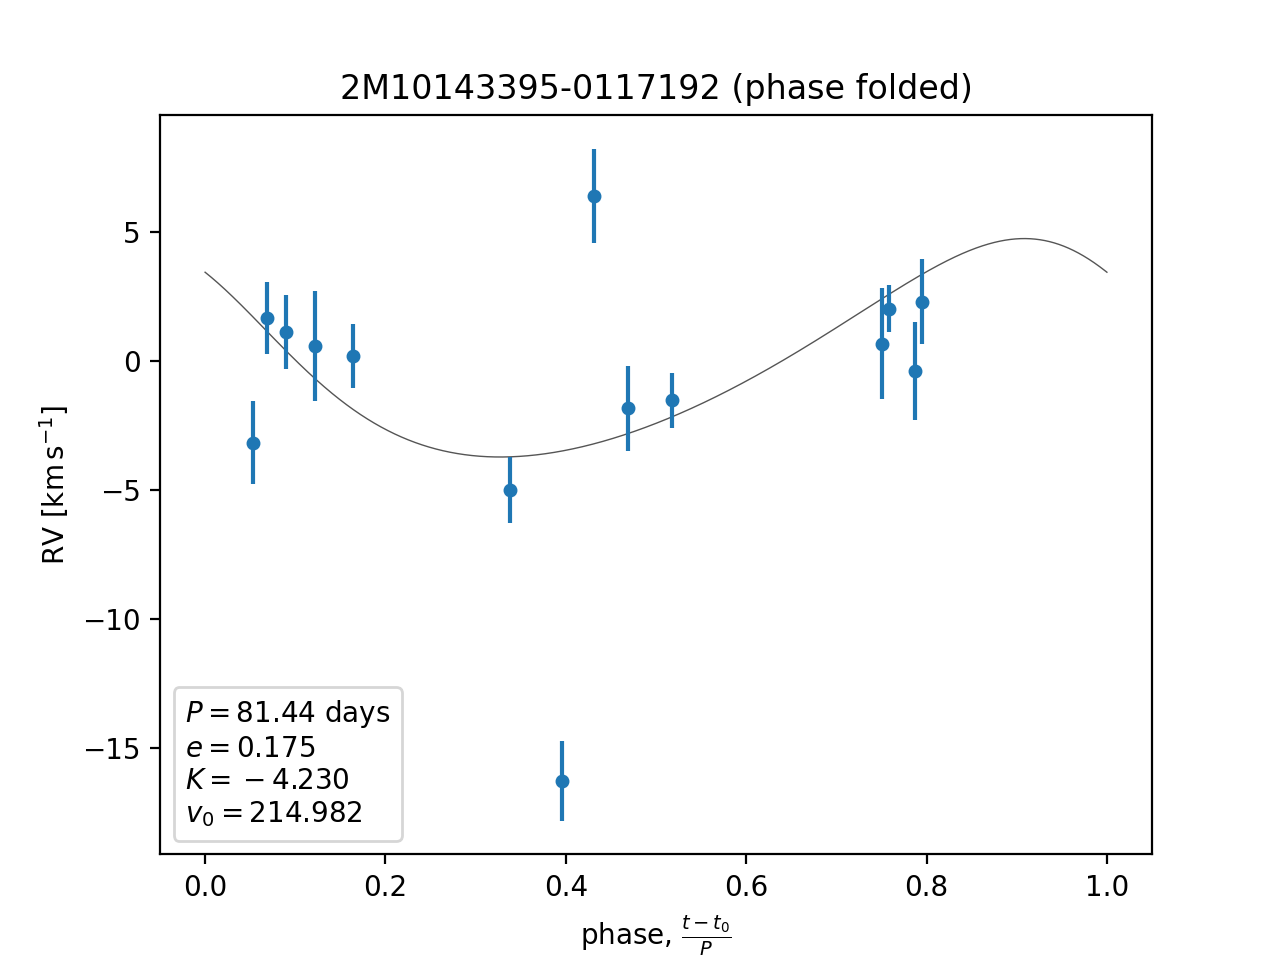 2M10143395-0117192 (phase folded)
RV [km s⁻¹]
5
0
−5
−10
−15
P = 81.44 days
e = 0.175
K = −4.230
v₀ = 214.982
0.0 0.2 0.4 0.6 0.8 1.0
phase, (t − t₀)/P